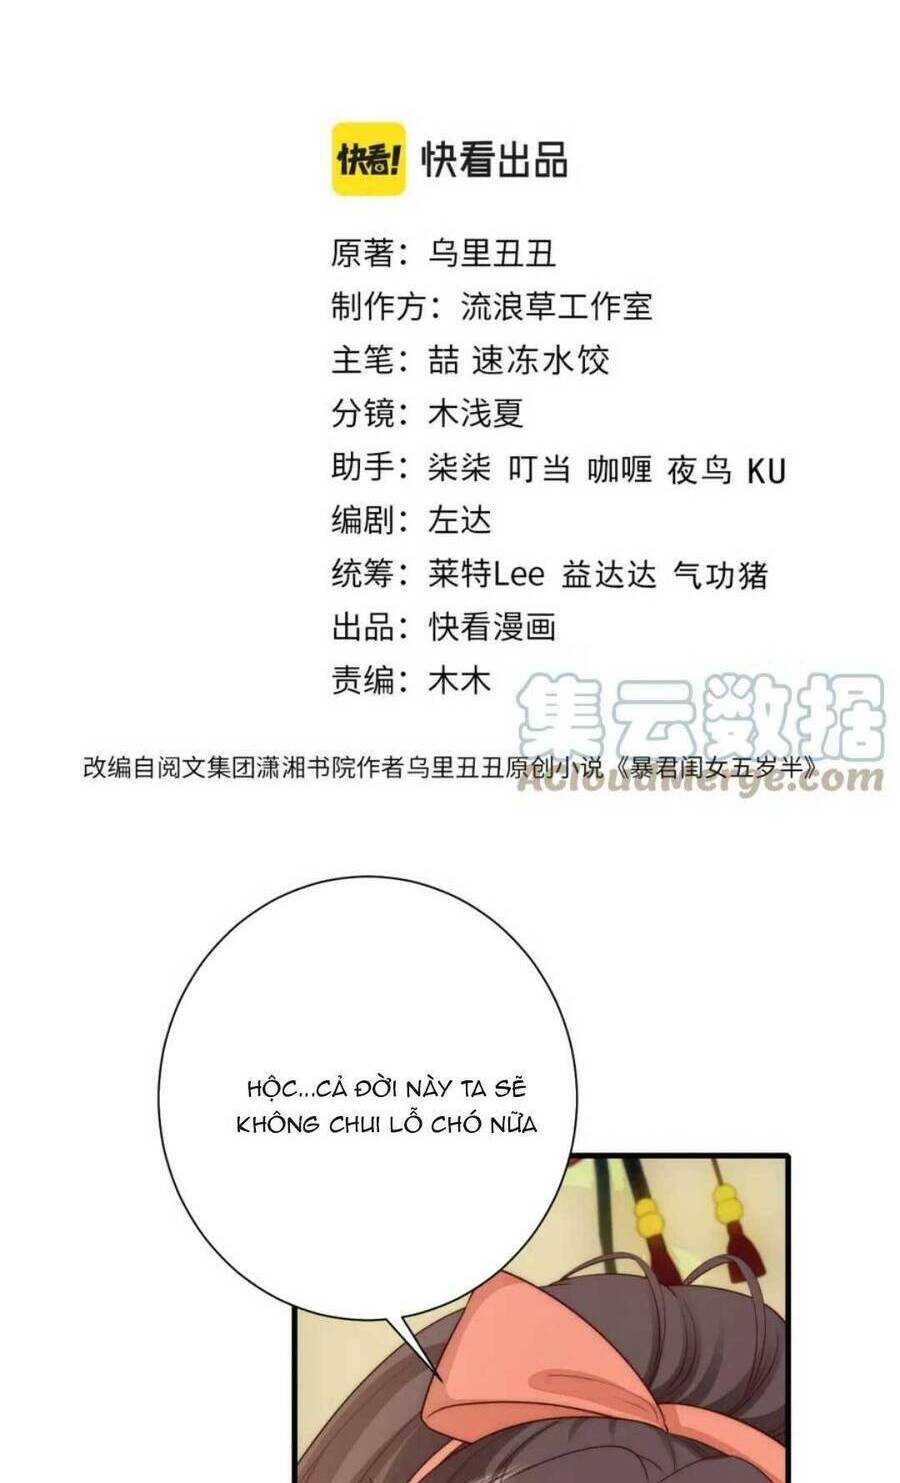 快看! 快看出品
原著：乌里丑丑
制作方：流浪草工作室
主笔：喆 速冻水饺
分镜：木浅夏
助手：柒柒 叮当 咖喱 夜鸟 KU
编剧：左达
统筹：莱特Lee 益达达 气功猪
出品：快看漫画
责编：木木
集云数据
改编自阅文集团潇湘书院作者乌里丑丑原创小说《暴君闺女五岁半》
AcloudMerge.com
HỘC...CẢ ĐỜI NÀY TA SẼ
KHÔNG CHUI LỖ CHÓ NỮA